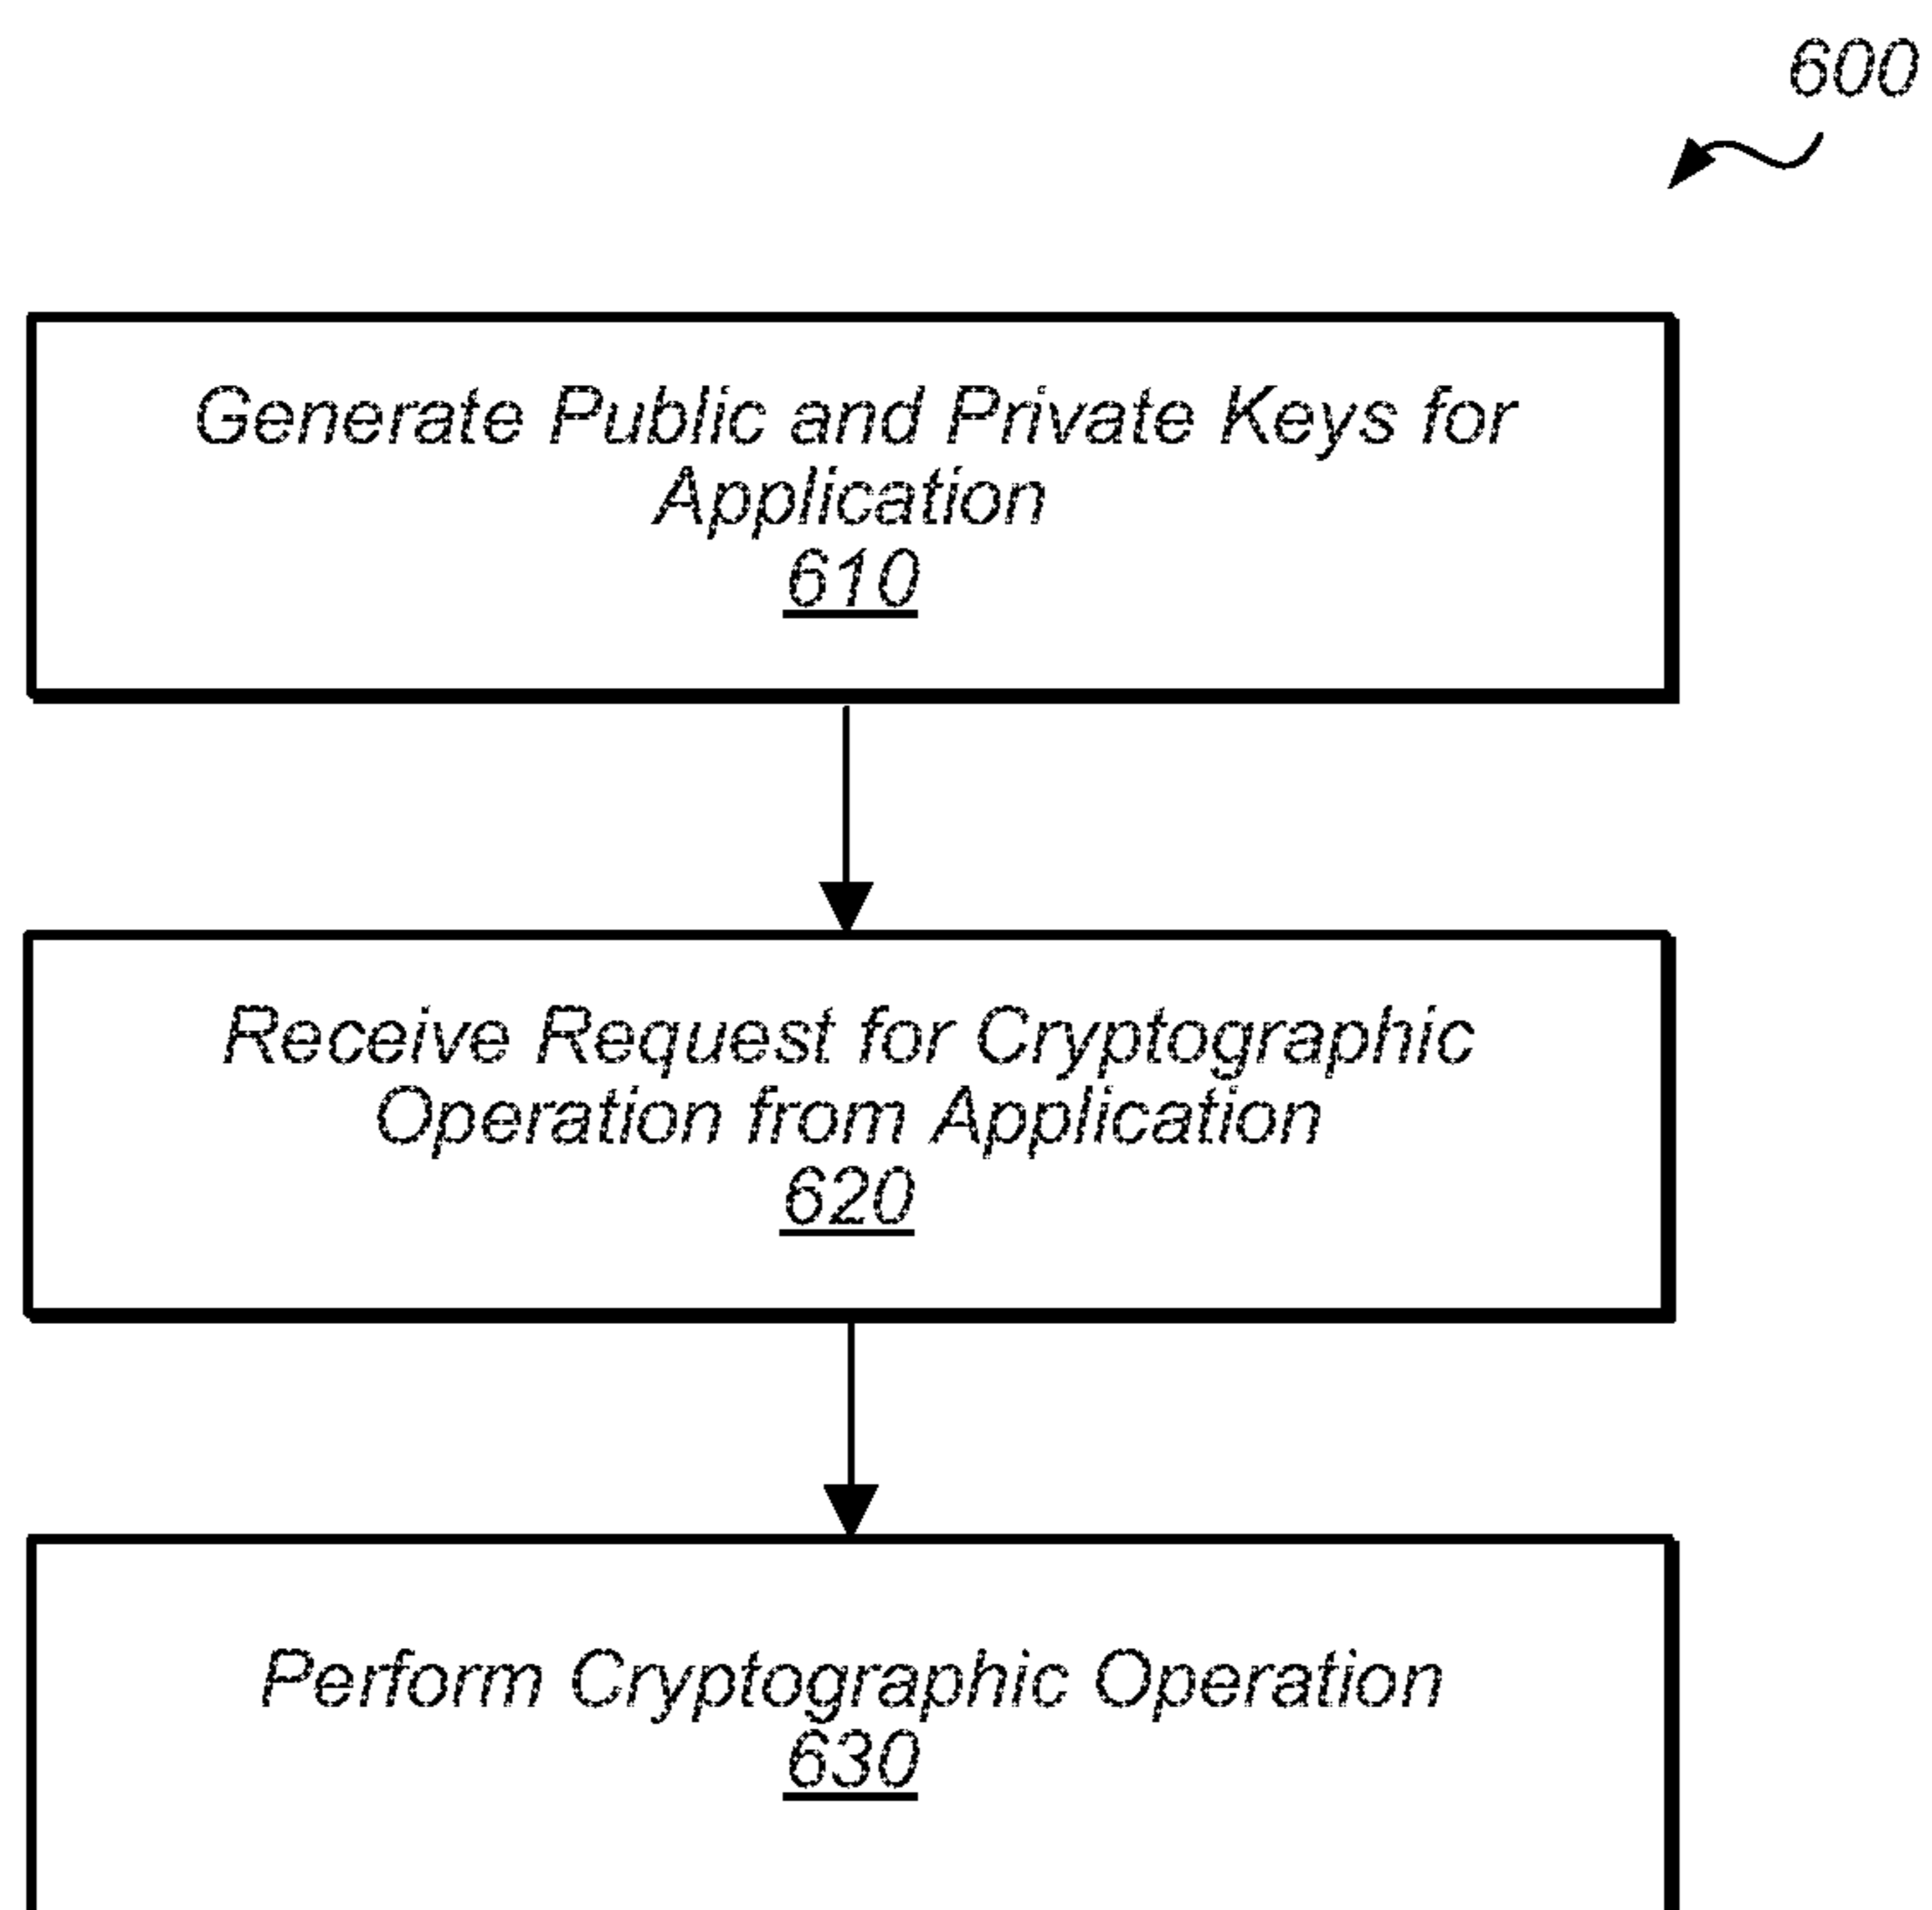 600
Generate Public and Private Keys for
Application
610
Receive Request for Cryptographic
Operation from Application
620
Perform Cryptographic Operation
630